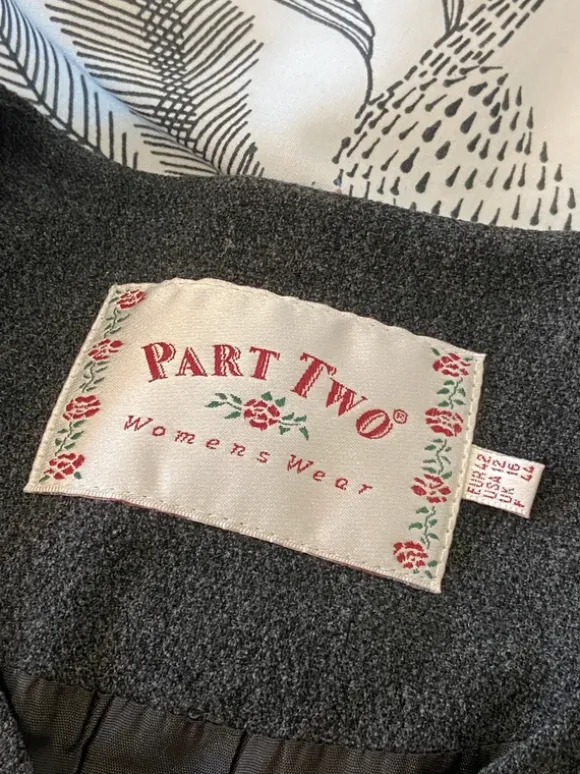 PART TWO®
Womens Wear
EUR 42
USA 12
UK 16
F 44